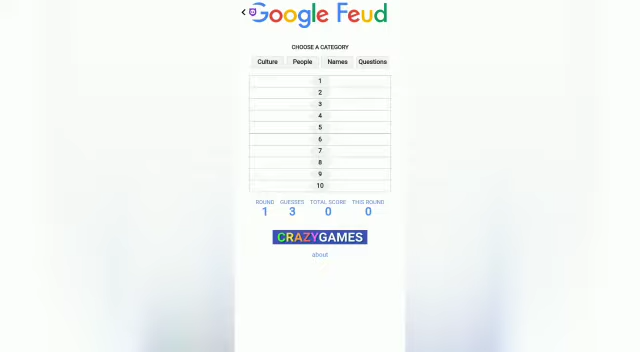 Google Feud
CHOOSE A CATEGORY
Culture People Names Questions
1
2
3
4
5
6
7
8
9
10
ROUND GUESSES TOTAL SCORE THIS ROUND
1 3 0 0
CRAZYGAMES
about